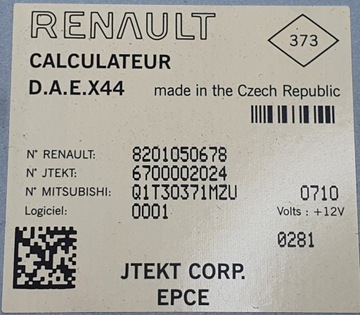 RENAULT
373
CALCULATEUR
D.A.E.X44
made in the Czech Republic
N° RENAULT: 8201050678
N° JTEKT: 6700002024
N° MITSUBISHI: Q1T30371MZU 0710
Logiciel: 0001 Volts : +12V
0281
JTEKT CORP.
EPCE